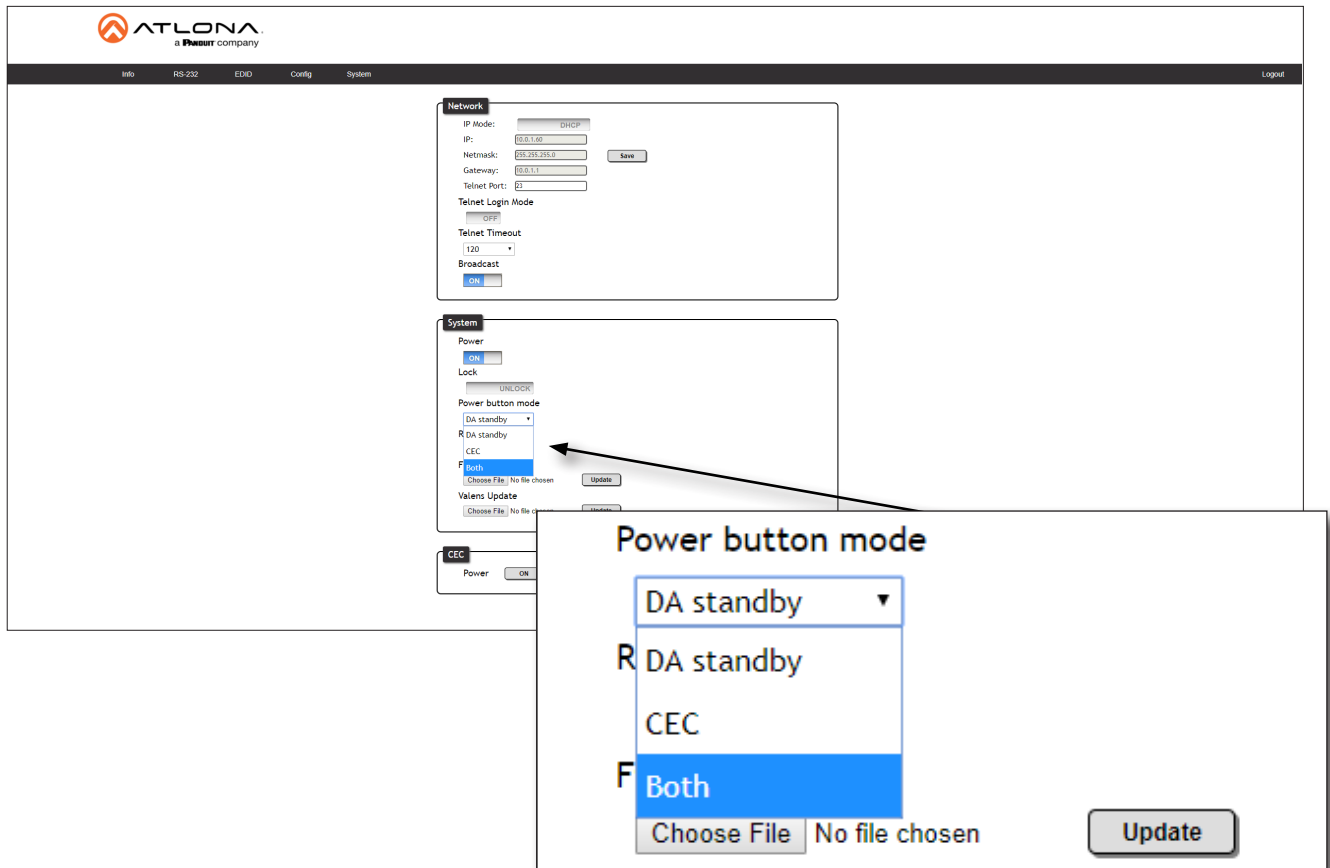 ATLONA
a PANDUIT company
Info RS-232 EDID Config System Logout
Network
IP Mode: DHCP
IP: 10.0.1.60
Netmask: 255.255.255.0 Save
Gateway: 10.0.1.1
Telnet Port: 23
Telnet Login Mode
OFF
Telnet Timeout
120
Broadcast
ON
System
Power
ON
Lock
UNLOCK
Power button mode
DA standby
R DA standby
CEC
F Both
Choose File No file chosen Update
Valens Update
Choose File No file chosen Update
CEC
Power ON
Power button mode
DA standby
R DA standby
CEC
F Both
Choose File No file chosen Update